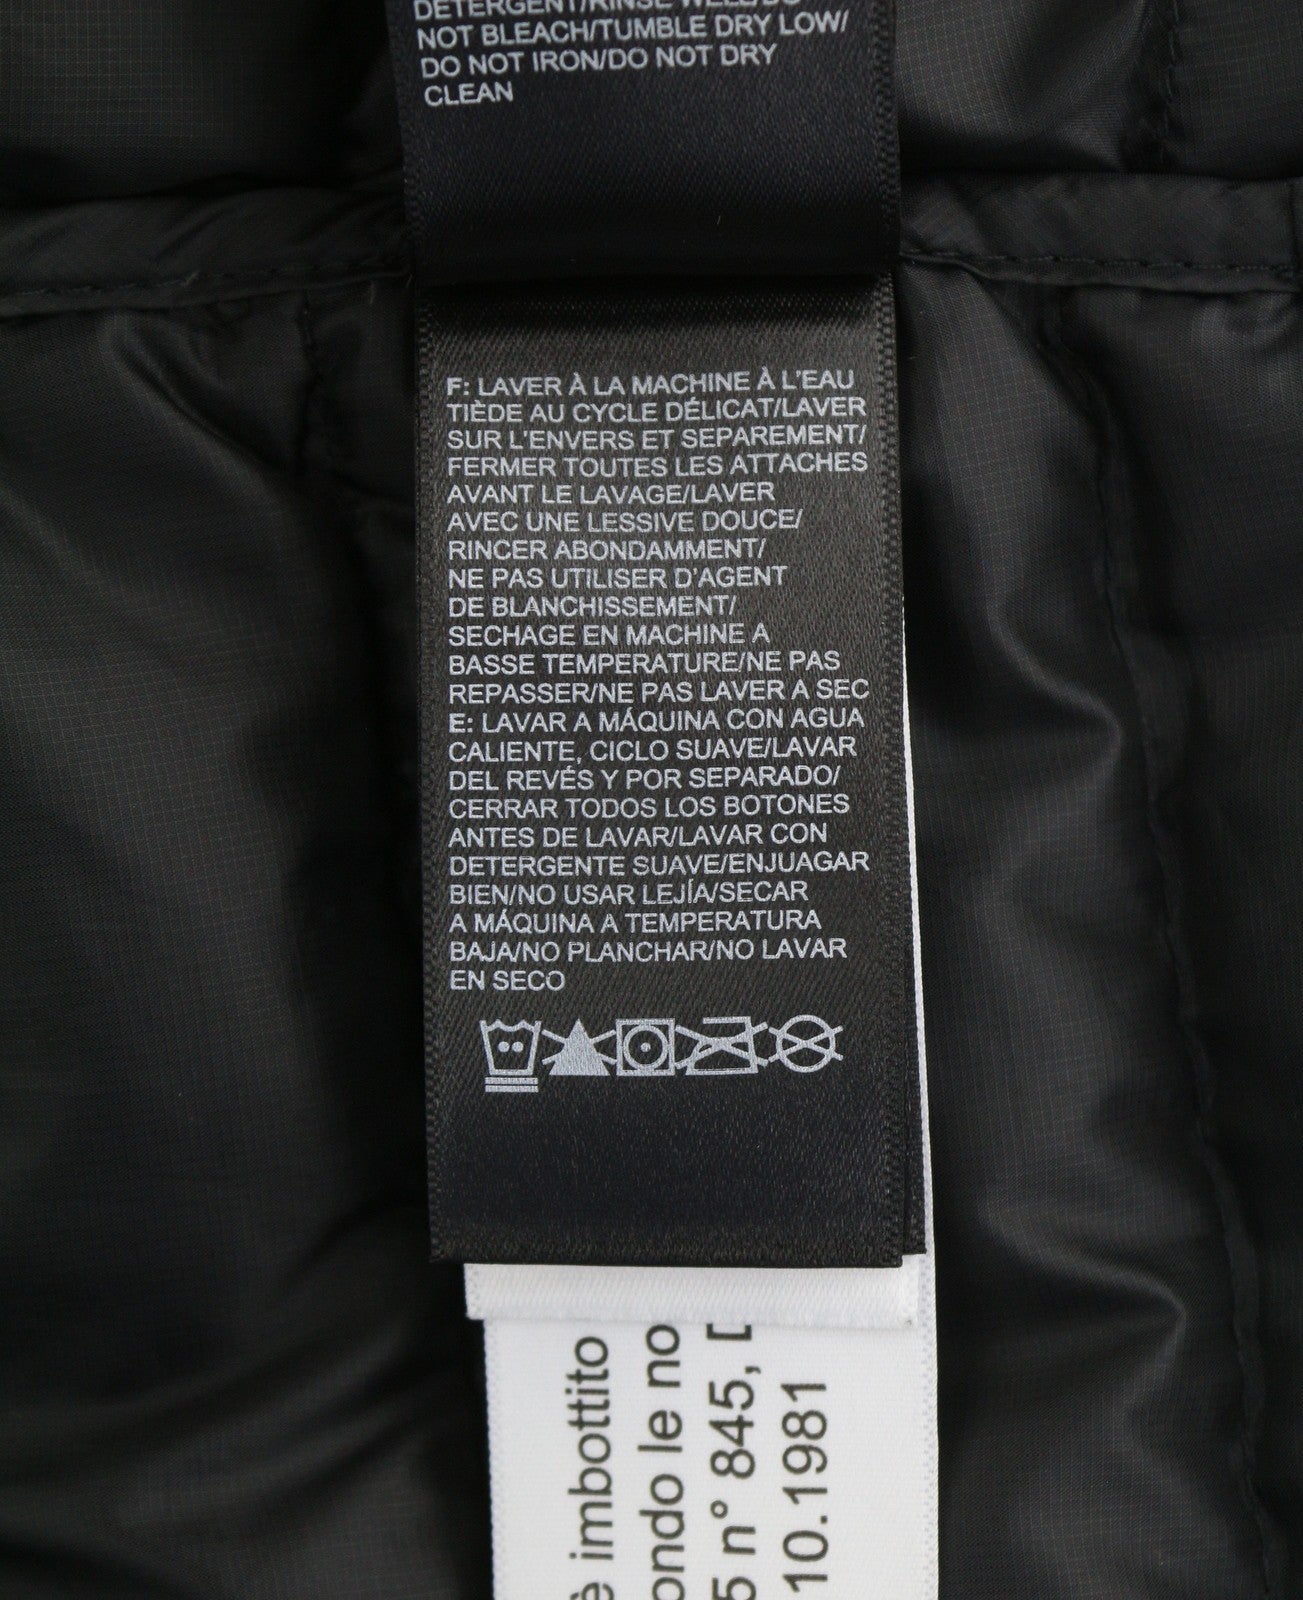 NOT BLEACH/TUMBLE DRY LOW/
DO NOT IRON/DO NOT DRY
CLEAN
F: LAVER À LA MACHINE À L'EAU
TIÈDE AU CYCLE DÉLICAT/LAVER
SUR L'ENVERS ET SEPAREMENT/
FERMER TOUTES LES ATTACHES
AVANT LE LAVAGE/LAVER
AVEC UNE LESSIVE DOUCE/
RINCER ABONDAMMENT/
NE PAS UTILISER D'AGENT
DE BLANCHISSEMENT/
SECHAGE EN MACHINE A
BASSE TEMPERATURE/NE PAS
REPASSER/NE PAS LAVER A SEC
E: LAVAR A MÁQUINA CON AGUA
CALIENTE, CICLO SUAVE/LAVAR
DEL REVÉS Y POR SEPARADO/
CERRAR TODOS LOS BOTONES
ANTES DE LAVAR/LAVAR CON
DETERGENTE SUAVE/ENJUAGAR
BIEN/NO USAR LEJÍA/SECAR
A MÁQUINA A TEMPERATURA
BAJA/NO PLANCHAR/NO LAVAR
EN SECO
è imbottito
ondo le no
5 n° 845,
10.1981